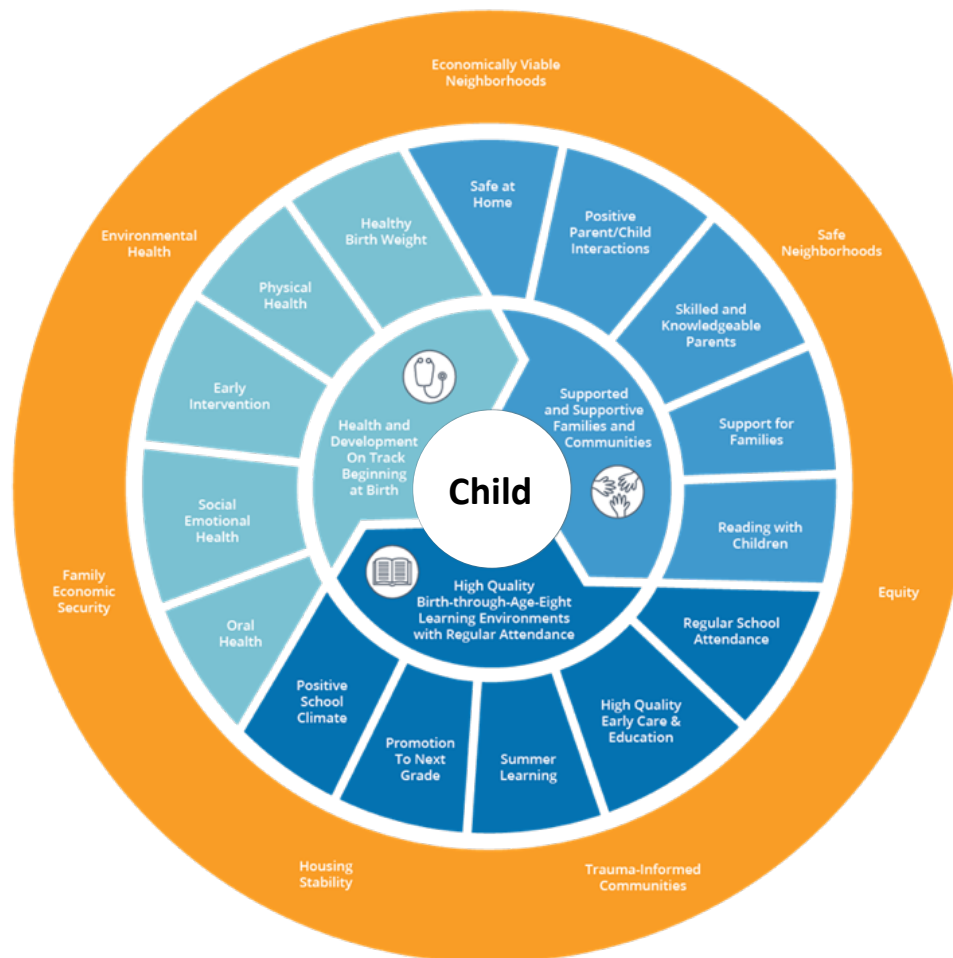 Economically Viable
Neighborhoods
Safe
Neighborhoods
Equity
Trauma-Informed
Communities
Housing
Stability
Family
Economic
Security
Environmental
Health
Safe at
Home
Positive
Parent/Child
Interactions
Skilled and
Knowledgeable
Parents
Support for
Families
Reading with
Children
Regular School
Attendance
High Quality
Early Care &
Education
Summer
Learning
Promotion
To Next
Grade
Positive
School
Climate
Oral
Health
Social
Emotional
Health
Early
Intervention
Physical
Health
Healthy
Birth Weight
Supported
and Supportive
Families and
Communities
High Quality
Birth-through-Age-Eight
Learning Environments
with Regular Attendance
Health and
Development
On Track
Beginning
at Birth
Child